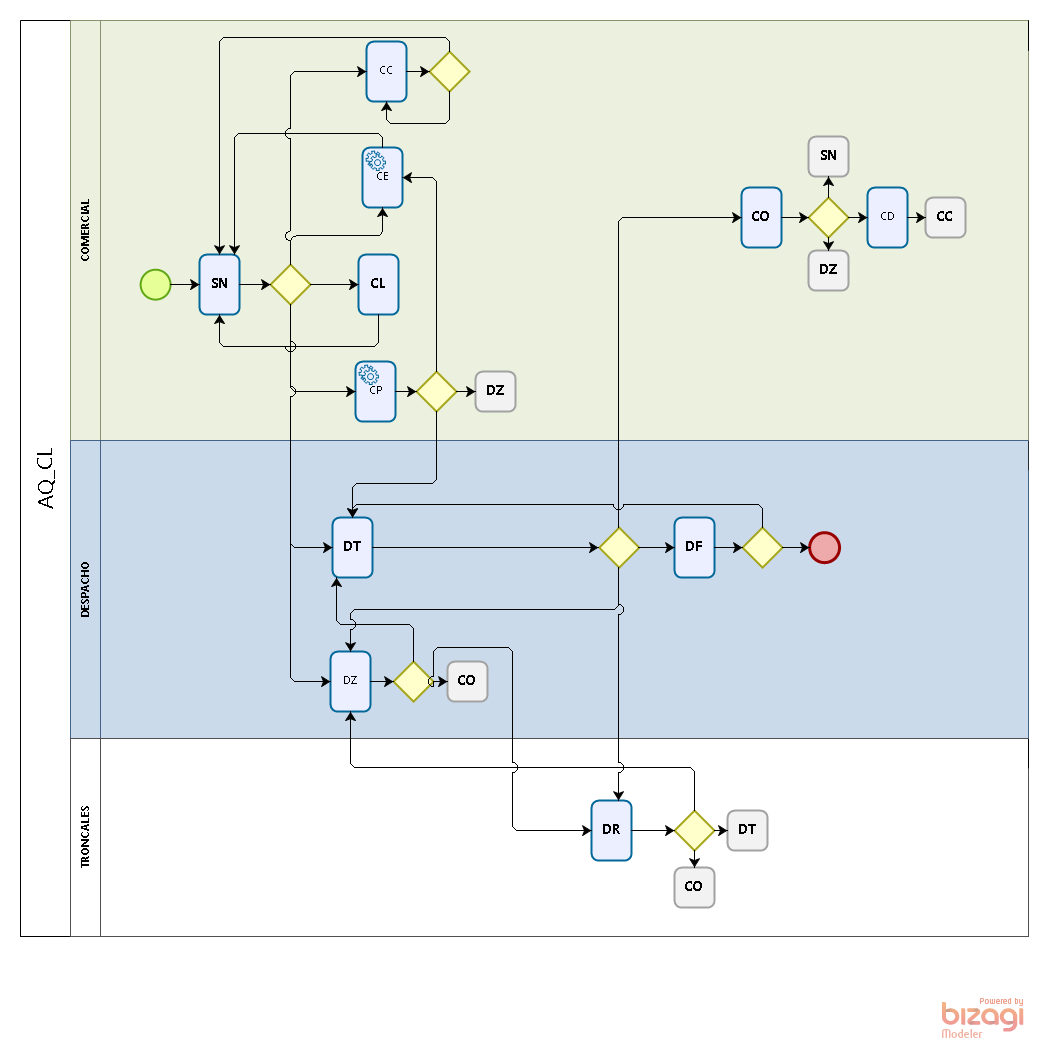 AQ_CL
COMERCIAL
CC
CE
SN
CL
CP
DZ
CO
SN
DZ
CD
CC
DESPACHO
DT
DF
DZ
CO
TRONCALES
DR
DT
CO
Powered by
bizagi
Modeler